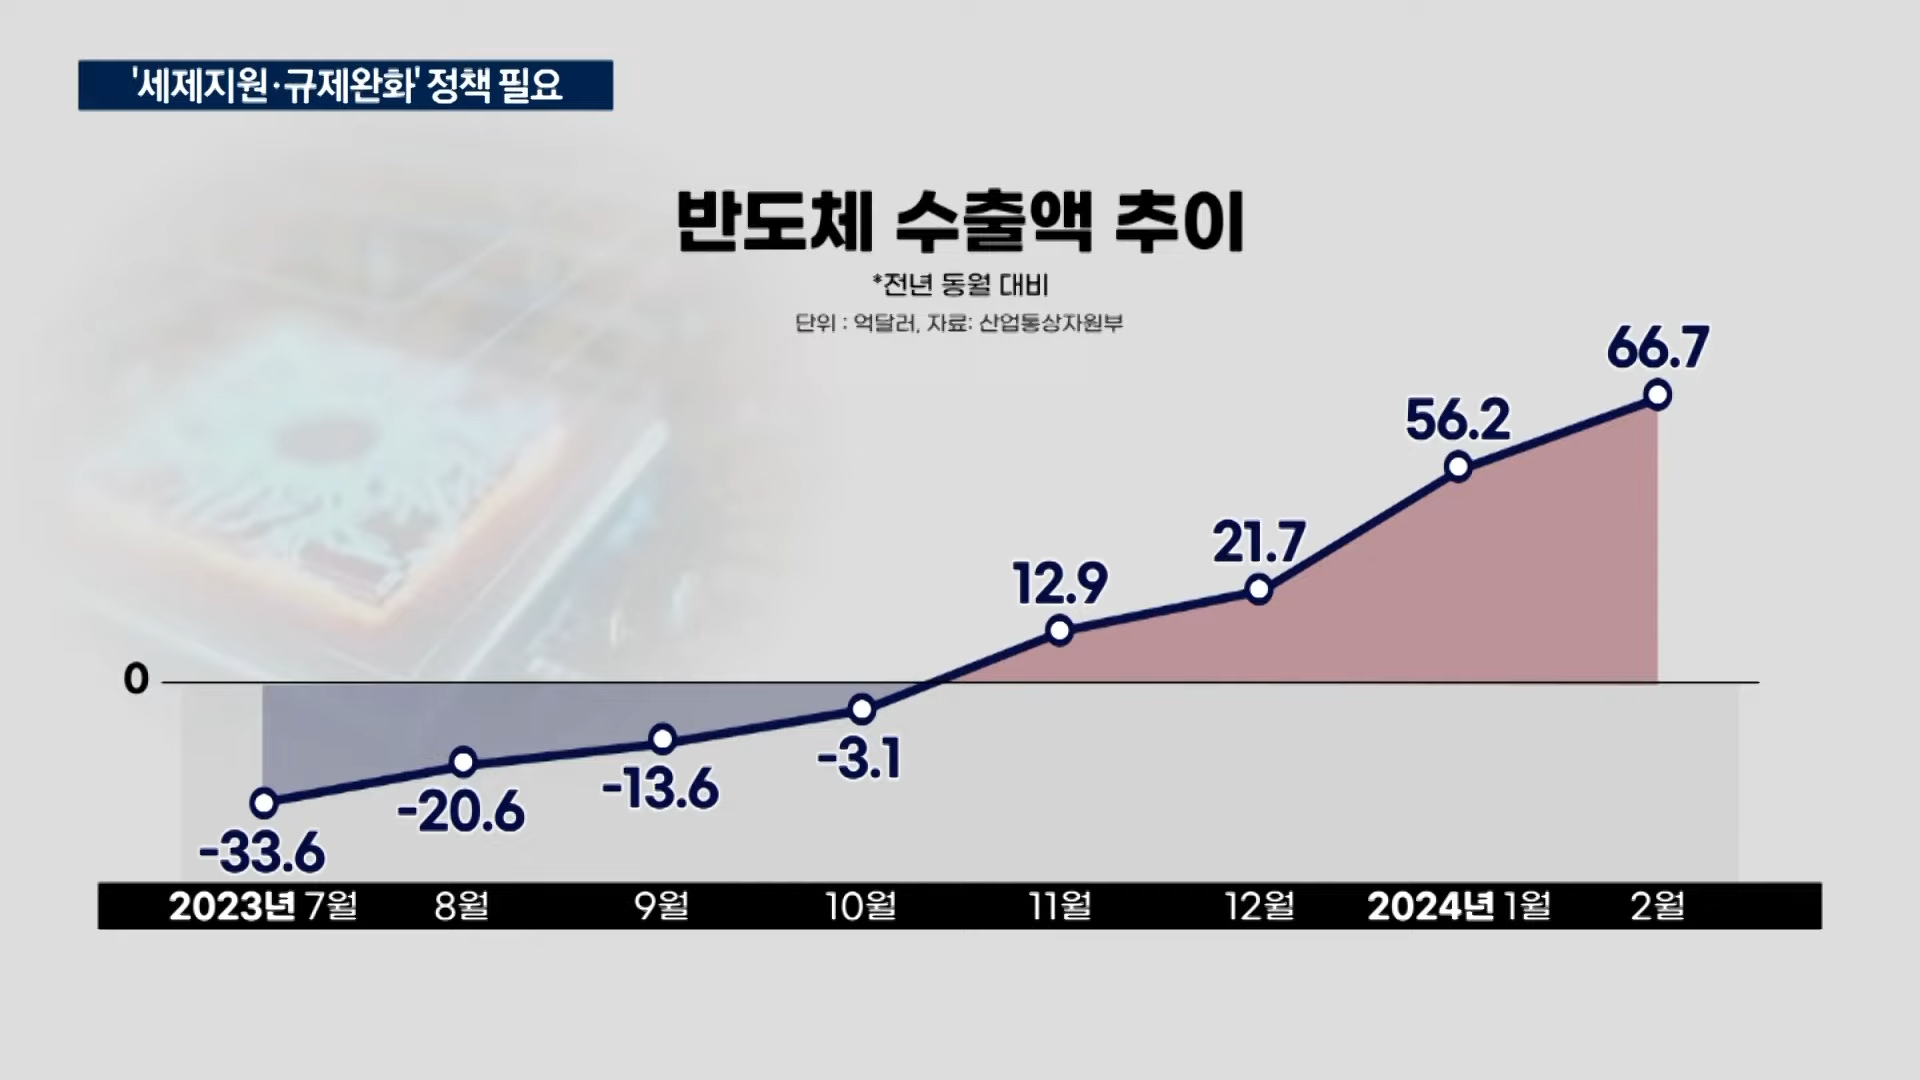 '세제지원·규제완화' 정책 필요
반도체 수출액 추이
*전년 동월 대비
단위 : 억달러, 자료: 산업통상자원부
66.7
56.2
21.7
12.9
0
-3.1
-13.6
-20.6
-33.6
2023년 7월 8월 9월 10월 11월 12월 2024년 1월 2월